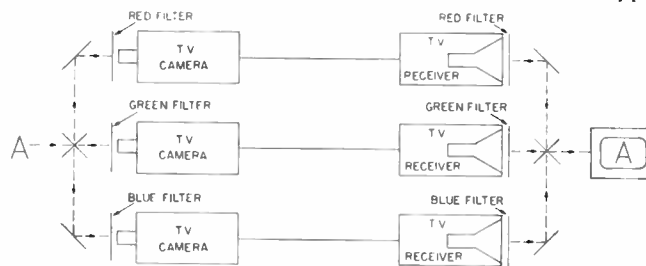 RED FILTER
RED FILTER
TV
CAMERA
TV
RECEIVER
GREEN FILTER
GREEN FILTER
A
TV
CAMERA
TV
RECEIVER
A
BLUE FILTER
BLUE FILTER
TV
CAMERA
TV
RECEIVER